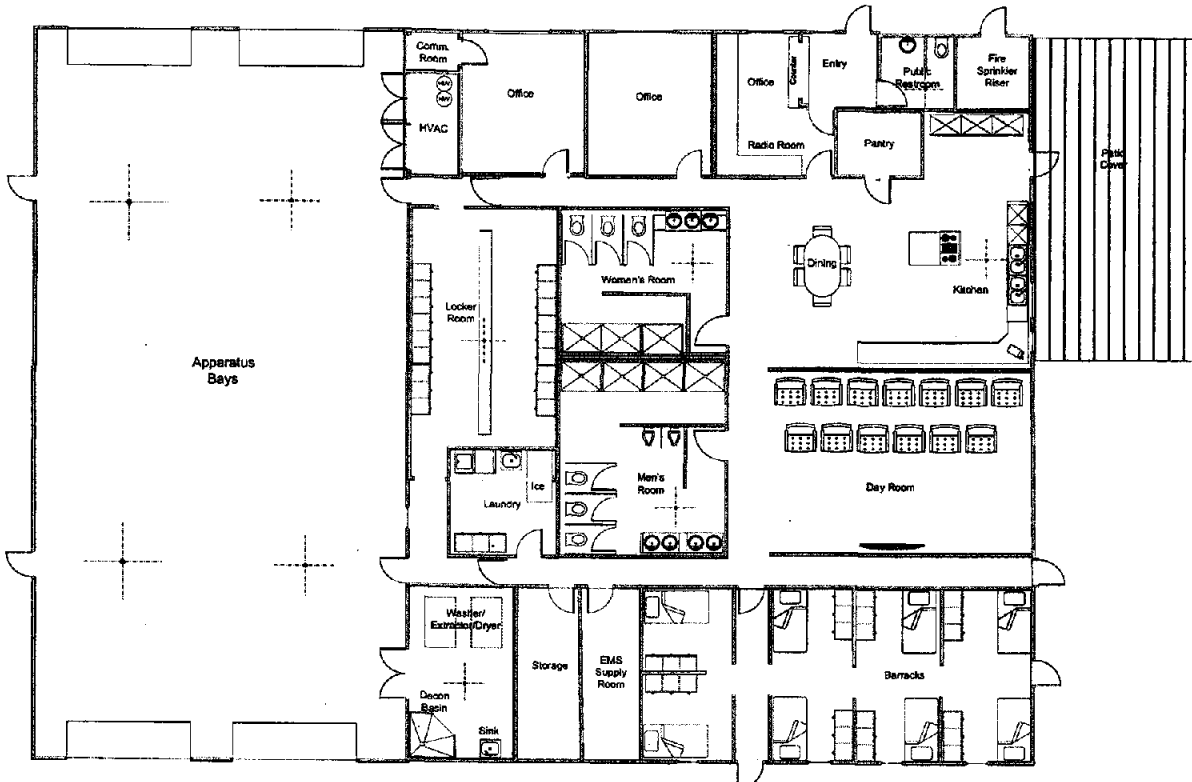 Comm.
Room
HW
HW
HVAC
Office
Office
Office
Counter
Entry
Radio Room
Public
Restroom
Fire
Sprinkler
Riser
Pantry
Patio
Cover
Women's Room
Dining
Kitchen
Locker
Room
Apparatus
Bays
Men's
Room
Laundry
Ice
Day Room
Washer/
Extractor/Dryer
Storage
EMS
Supply
Room
Barracks
Decon
Basin
Sink